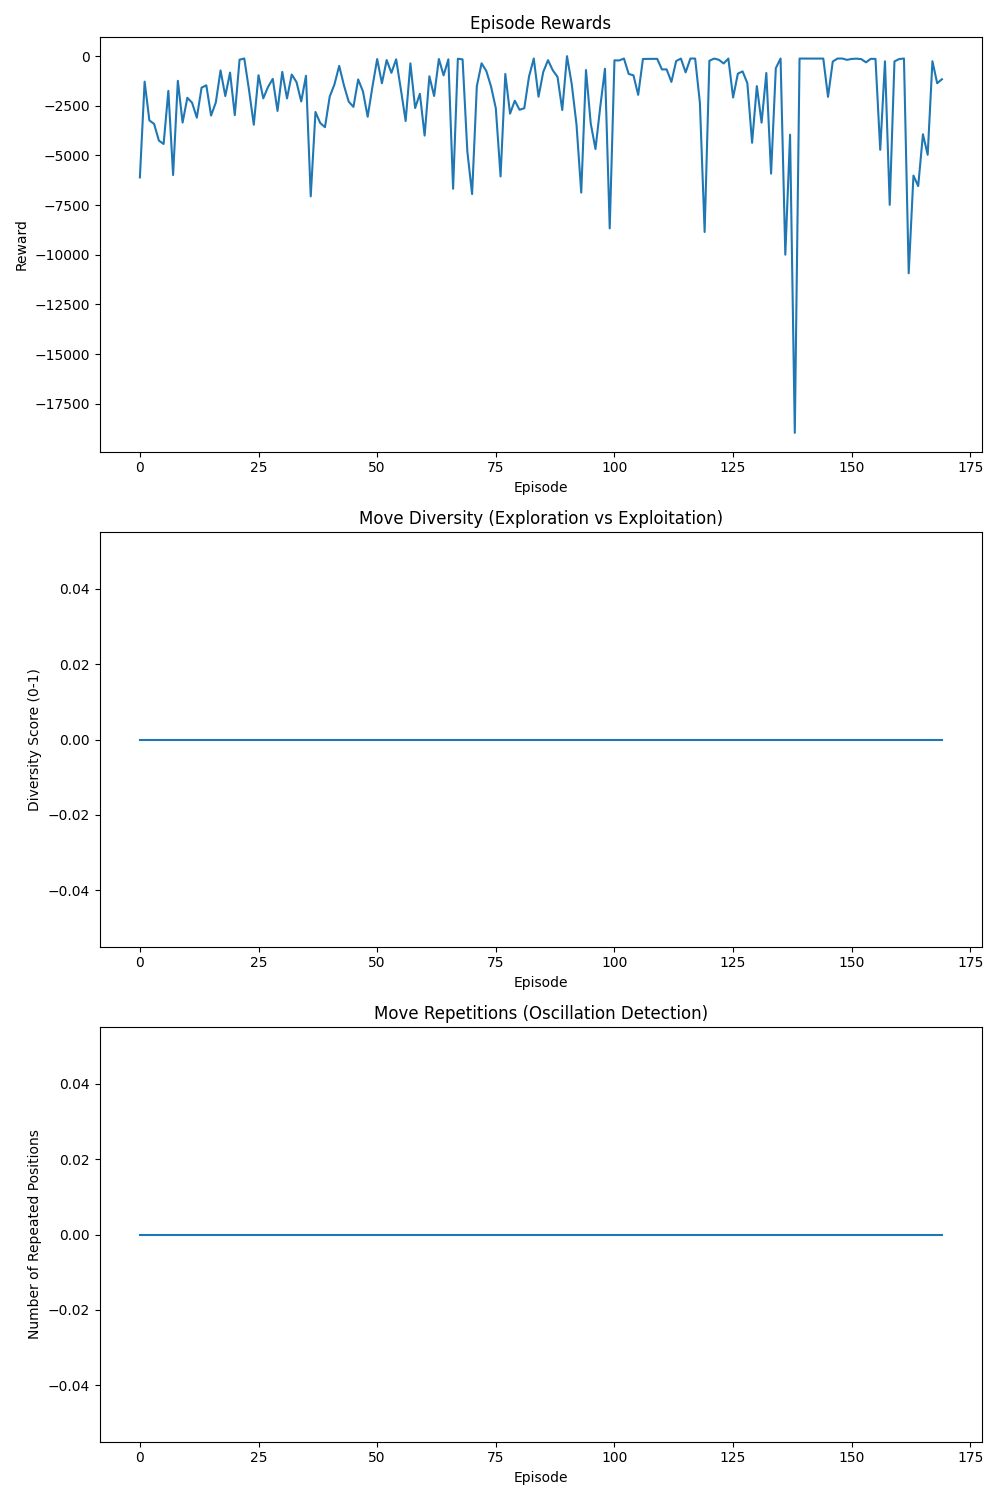 Episode Rewards
0
−2500
−5000
−7500
−10000
−12500
−15000
−17500
Reward
0 25 50 75 100 125 150 175
Episode
Move Diversity (Exploration vs Exploitation)
0.04
0.02
0.00
−0.02
−0.04
Diversity Score (0-1)
0 25 50 75 100 125 150 175
Episode
Move Repetitions (Oscillation Detection)
0.04
0.02
0.00
−0.02
−0.04
Number of Repeated Positions
0 25 50 75 100 125 150 175
Episode